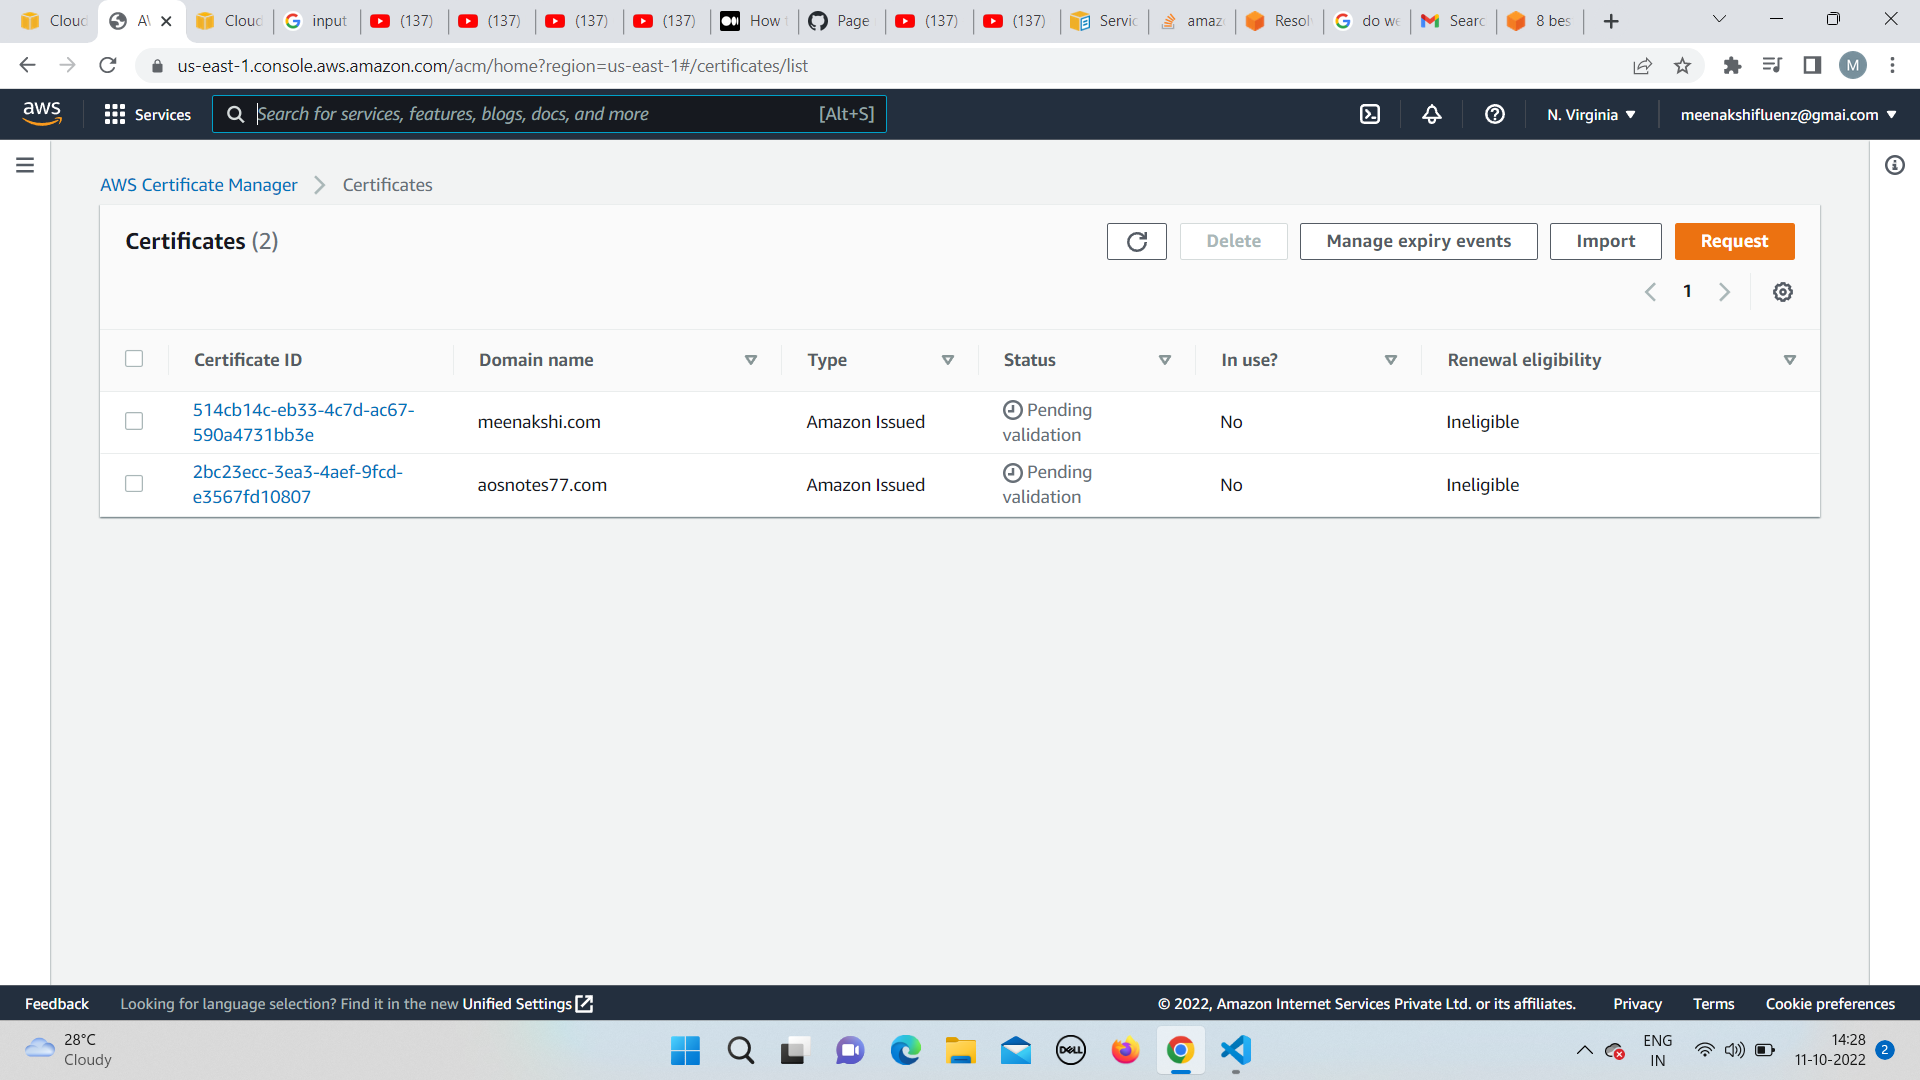 Cloud
AV
Cloud
input
(137)
(137)
(137)
(137)
How t
Page
(137)
(137)
Servic
amaz
Resol
do we
Searc
8 bes
us-east-1.console.aws.amazon.com/acm/home?region=us-east-1#/certificates/list
M
aws
Services
Search for services, features, blogs, docs, and more
[Alt+S]
N. Virginia
meenakshifluenz@gmai.com
AWS Certificate Manager
Certificates
Certificates (2)
Delete
Manage expiry events
Import
Request
1
Certificate ID
Domain name
Type
Status
In use?
Renewal eligibility
514cb14c-eb33-4c7d-ac67-
590a4731bb3e
meenakshi.com
Amazon Issued
Pending
validation
No
Ineligible
2bc23ecc-3ea3-4aef-9fcd-
e3567fd10807
aosnotes77.com
Amazon Issued
Pending
validation
No
Ineligible
Feedback
Looking for language selection? Find it in the new Unified Settings
© 2022, Amazon Internet Services Private Ltd. or its affiliates.
Privacy
Terms
Cookie preferences
28°C
Cloudy
DELL
ENG
IN
14:28
11-10-2022
2